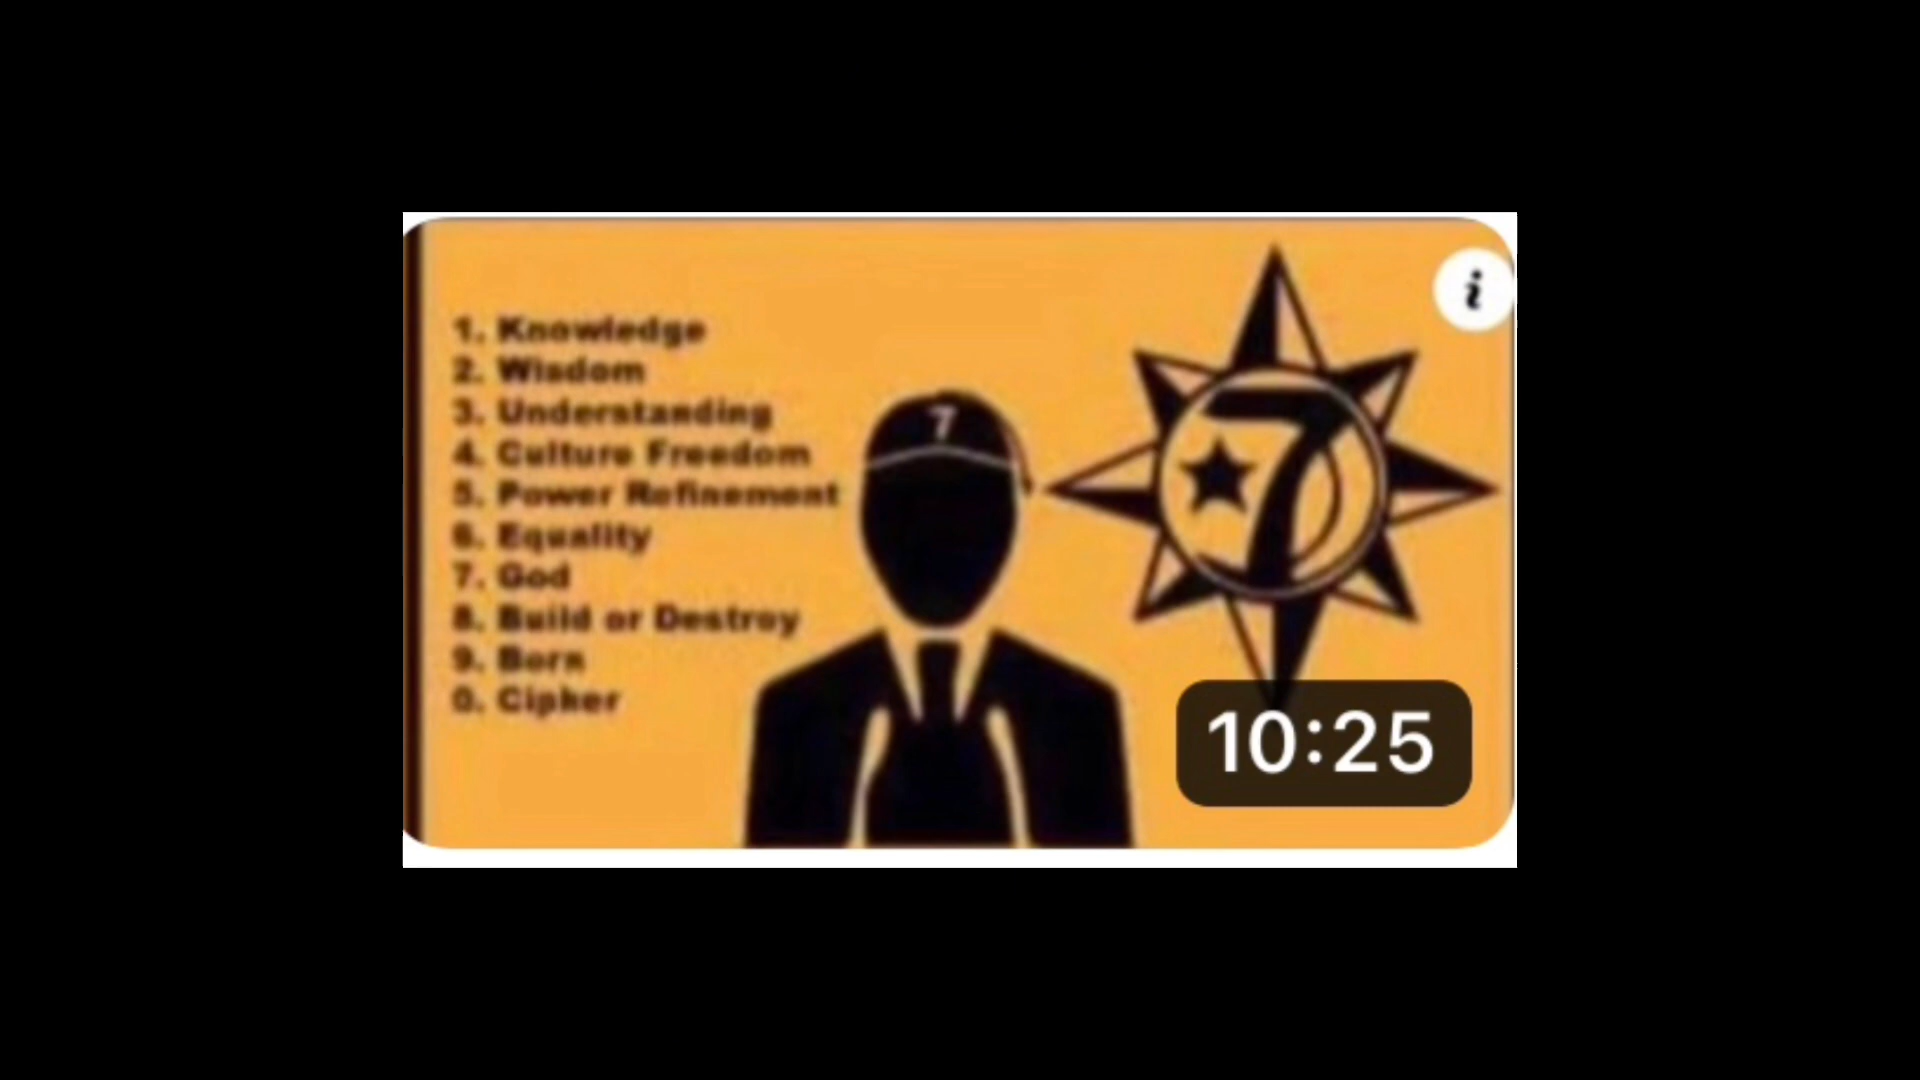 1. Knowledge
2. Wisdom
3. Understanding
4. Culture Freedom
5. Power Refinement
6. Equality
7. God
8. Build or Destroy
9. Born
0. Cipher
7
7
i
10:25